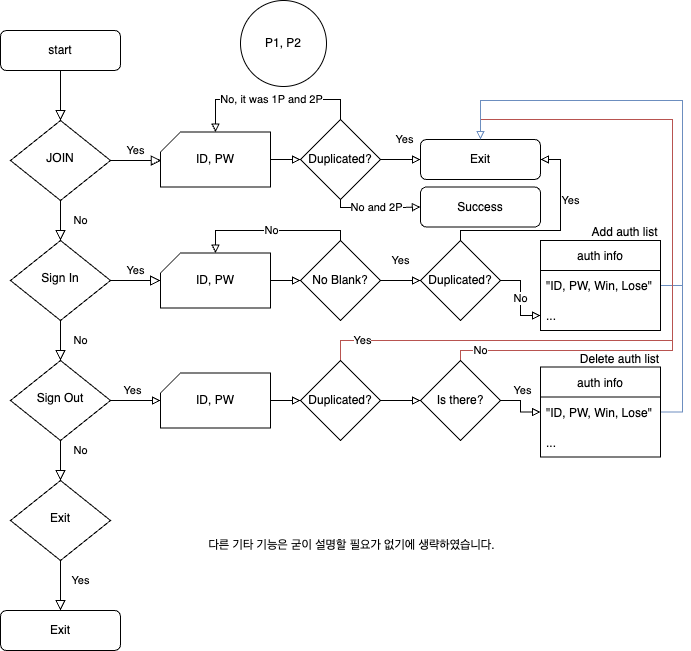 P1, P2
start
No, it was 1P and 2P
JOIN
Yes
ID, PW
Duplicated?
Yes
Exit
Yes
No and 2P
Success
No
No
Add auth list
auth info
Sign In
Yes
ID, PW
No Blank?
Yes
Duplicated?
No
"ID, PW, Win, Lose"
...
No
Yes
No
Delete auth list
auth info
Sign Out
Yes
ID, PW
Duplicated?
Is there?
Yes
"ID, PW, Win, Lose"
...
No
Exit
다른 기타 기능은 굳이 설명할 필요가 없기에 생략하였습니다.
Yes
Exit